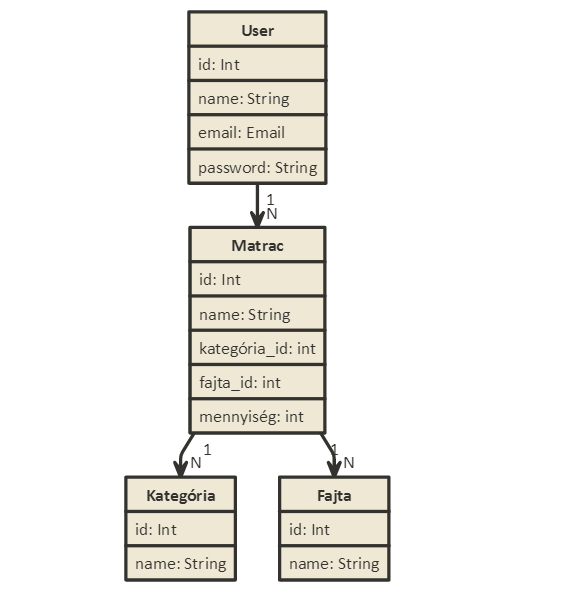 User
id: Int
name: String
email: Email
password: String
1
N
Matrac
id: Int
name: String
kategória_id: int
fajta_id: int
mennyiség: int
1
N
1
N
Kategória
id: Int
name: String
Fajta
id: Int
name: String